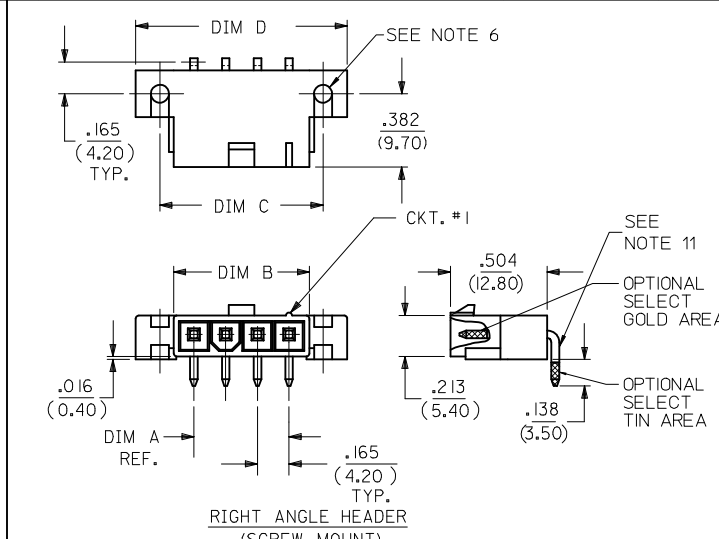 DIM D
SEE NOTE 6
.165
(4.20)
TYP.
.382
(9.70)
DIM C
CKT. #1
SEE
NOTE 11
DIM B
.504
(12.80)
OPTIONAL
SELECT
GOLD AREA
.016
(0.40)
.213
(5.40)
.138
(3.50)
OPTIONAL
SELECT
TIN AREA
DIM A
REF.
.165
(4.20)
TYP.
RIGHT ANGLE HEADER
(SCREW MOUNT)